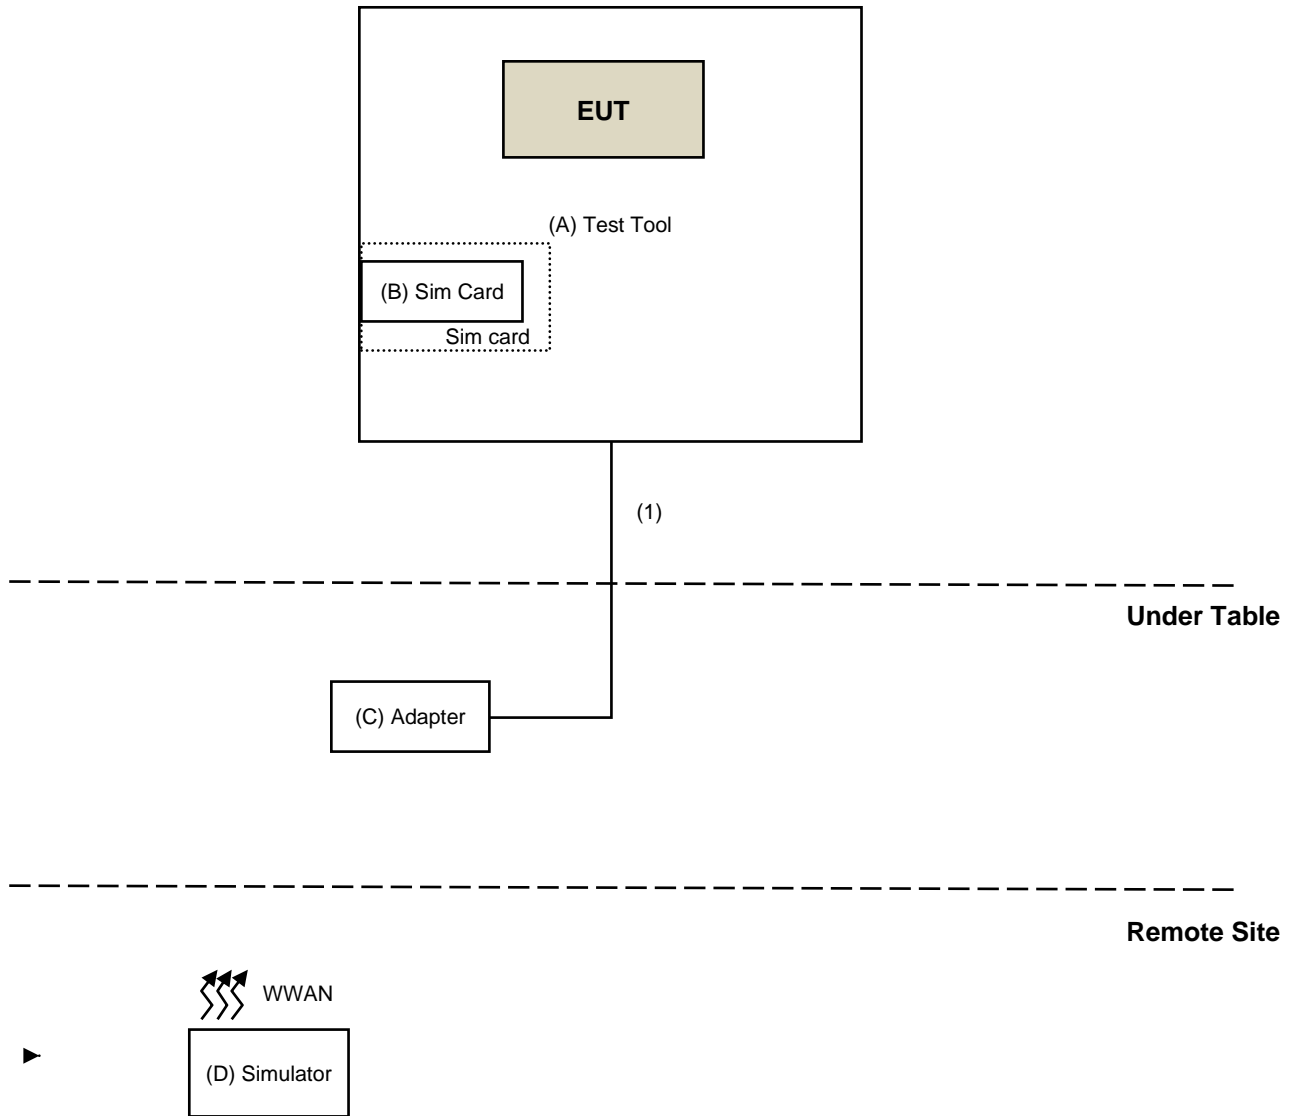 EUT
(A) Test Tool
(B) Sim Card
Sim card
(1)
Under Table
(C) Adapter
Remote Site
WWAN
(D) Simulator